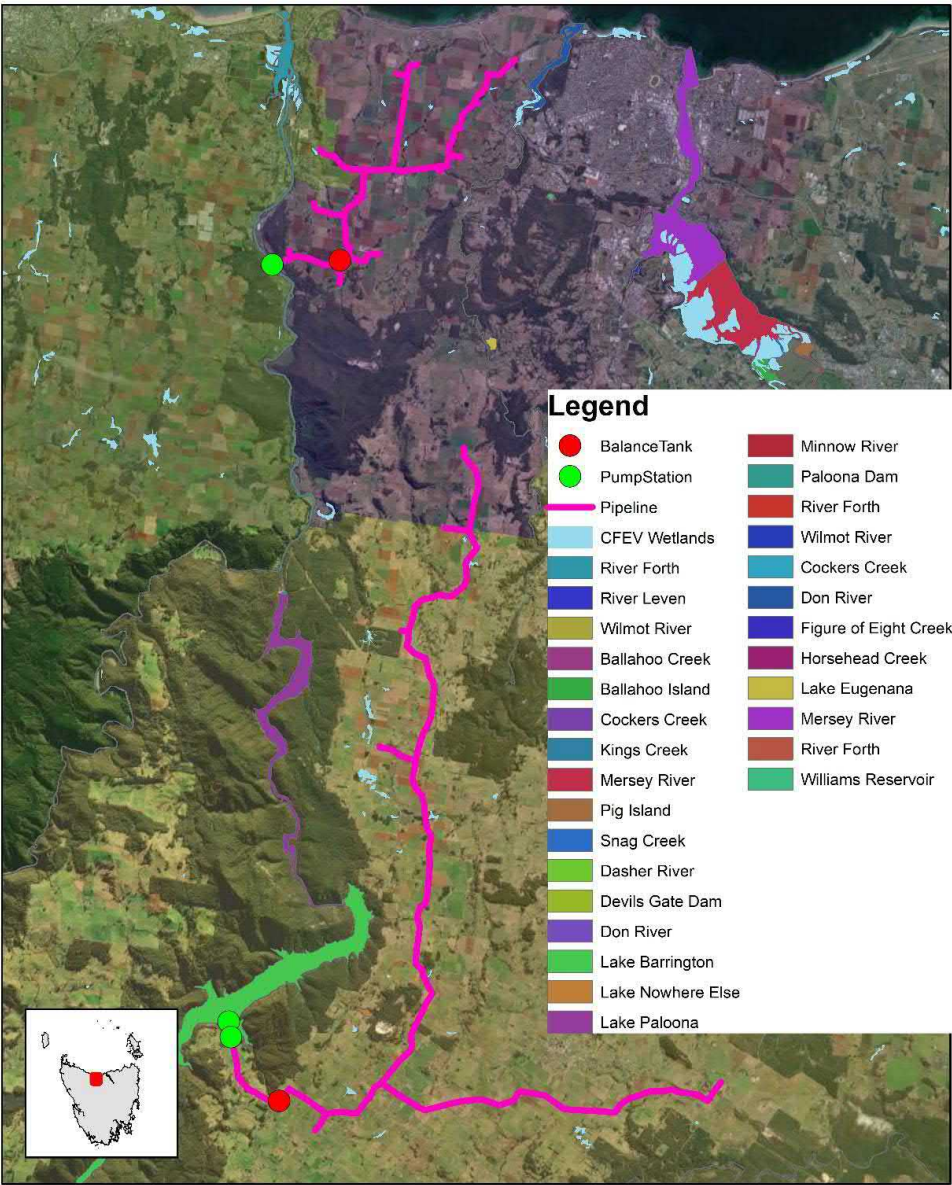 Legend
BalanceTank
PumpStation
Pipeline
CFEV Wetlands
River Forth
River Leven
Wilmot River
Ballahoo Creek
Ballahoo Island
Cockers Creek
Kings Creek
Mersey River
Pig Island
Snag Creek
Dasher River
Devils Gate Dam
Don River
Lake Barrington
Lake Nowhere Else
Lake Paloona
Minnow River
Paloona Dam
River Forth
Wilmot River
Cockers Creek
Don River
Figure of Eight Creek
Horsehead Creek
Lake Eugenana
Mersey River
River Forth
Williams Reservoir